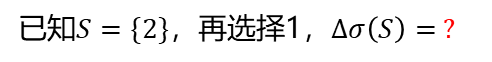 已知S = {2}，再选择1，Δσ(S) = ?